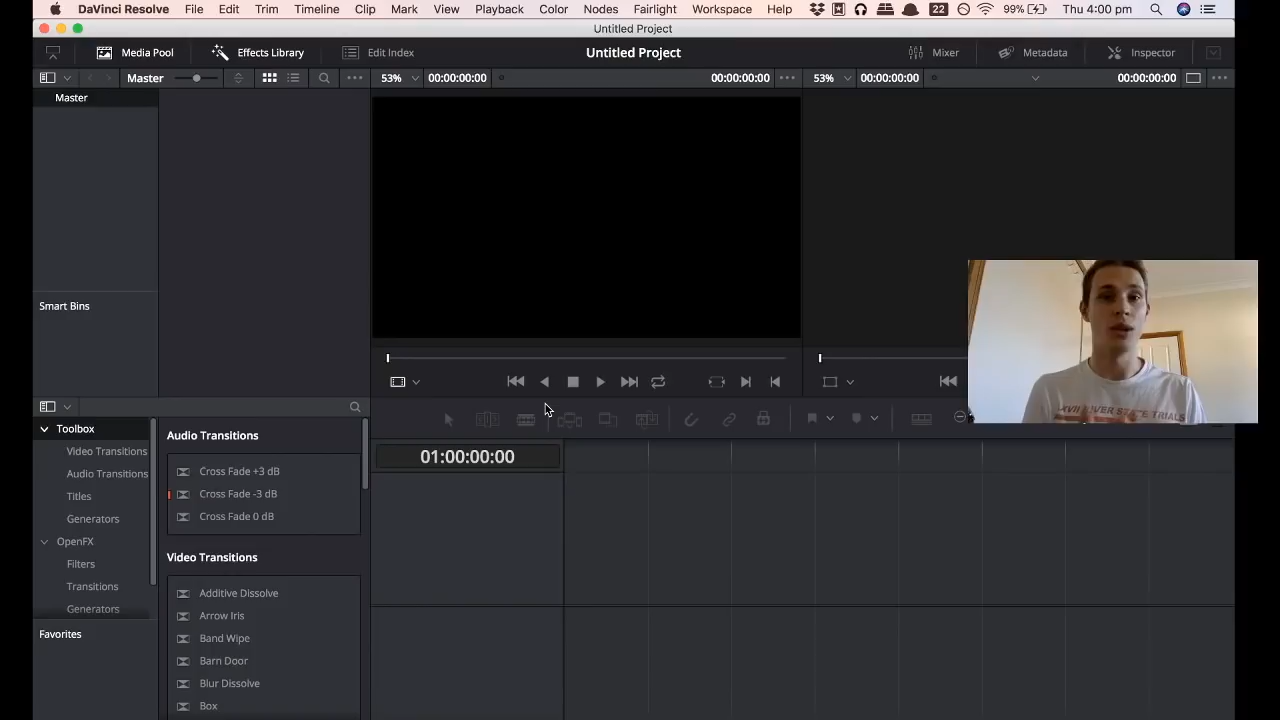 DaVinci Resolve File Edit Trim Timeline Clip Mark View Playback Color Nodes Fairlight Workspace Help 22 99% Thu 4:00 pm
Untitled Project
Media Pool Effects Library Edit Index Untitled Project Mixer Metadata Inspector
Master 53% 00:00:00:00 00:00:00:00 53% 00:00:00:00 00:00:00:00
Master
Smart Bins
Toolbox
Video Transitions
Audio Transitions
Titles
Generators
OpenFX
Filters
Transitions
Generators
Favorites
Audio Transitions
Cross Fade +3 dB
Cross Fade -3 dB
Cross Fade 0 dB
Video Transitions
Additive Dissolve
Arrow Iris
Band Wipe
Barn Door
Blur Dissolve
Box
01:00:00:00
STATE TRIALS